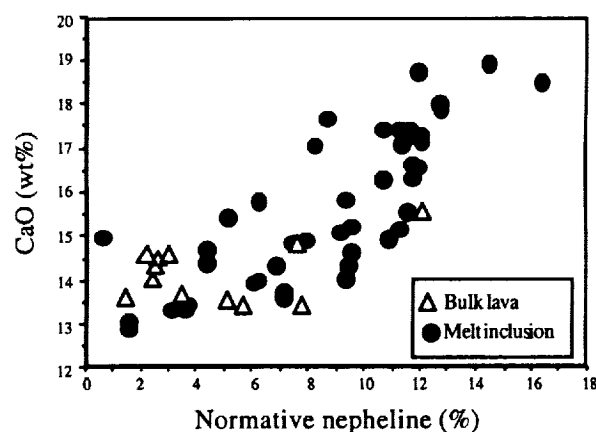 20
19
18
17
16
15
14
13
12
CaO (wt%)
Bulk lava
Melt inclusion
0 2 4 6 8 10 12 14 16 18
Normative nepheline (%)